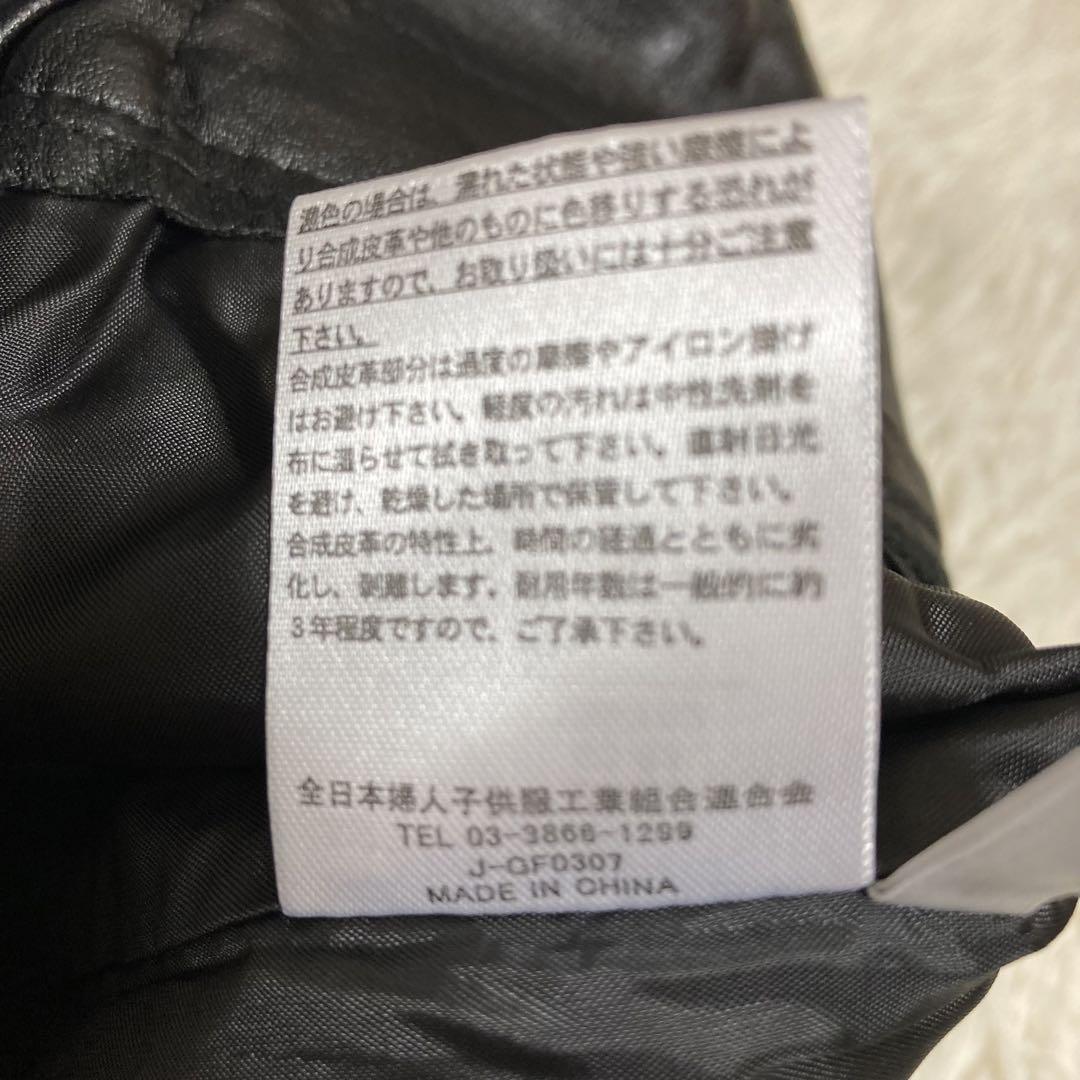 濃色の場合は、濡れた状態や強い摩擦によ
り合成皮革や他のものに色移りする恐れが
ありますので、お取り扱いには十分ご注意
下さい。
合成皮革部分は過度の摩擦やアイロン掛け
はお避け下さい。軽度の汚れは中性洗剤を
布に湿らせて拭き取って下さい。直射日光
を避け、乾燥した場所で保管して下さい。
合成皮革の特性上、時間の経過とともに劣
化し、剥離します。耐用年数は一般的に約
3年程度ですので、ご了承下さい。
全日本婦人子供服工業組合連合会
TEL 03-3866-1299
J-GF0307
MADE IN CHINA